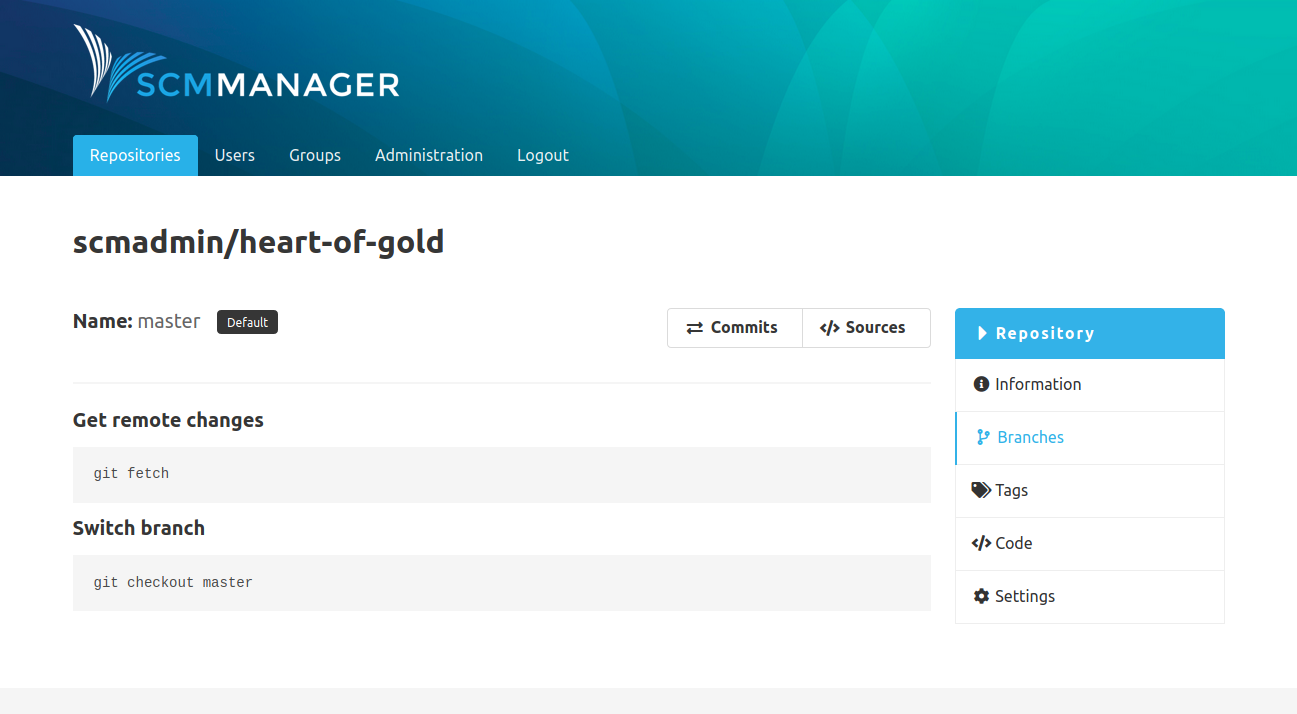 SCMMANAGER
Repositories Users Groups Administration Logout
scmadmin/heart-of-gold
Name: master Default
Commits Sources
Get remote changes
git fetch
Switch branch
git checkout master
Repository
Information
Branches
Tags
Code
Settings